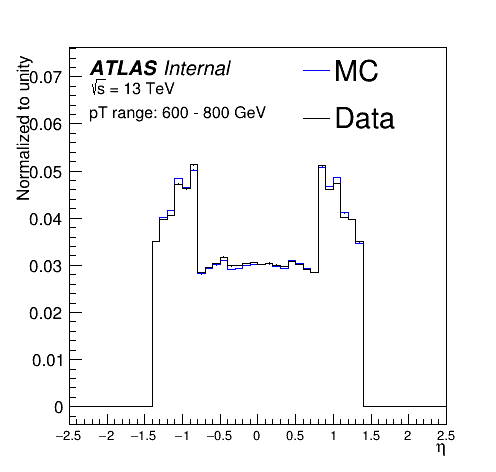 ATLAS Internal
√s = 13 TeV
pT range: 600 - 800 GeV
MC
Data
Normalized to unity
0.07
0.06
0.05
0.04
0.03
0.02
0.01
0
−2.5 −2 −1.5 −1 −0.5 0 0.5 1 1.5 2 2.5
η